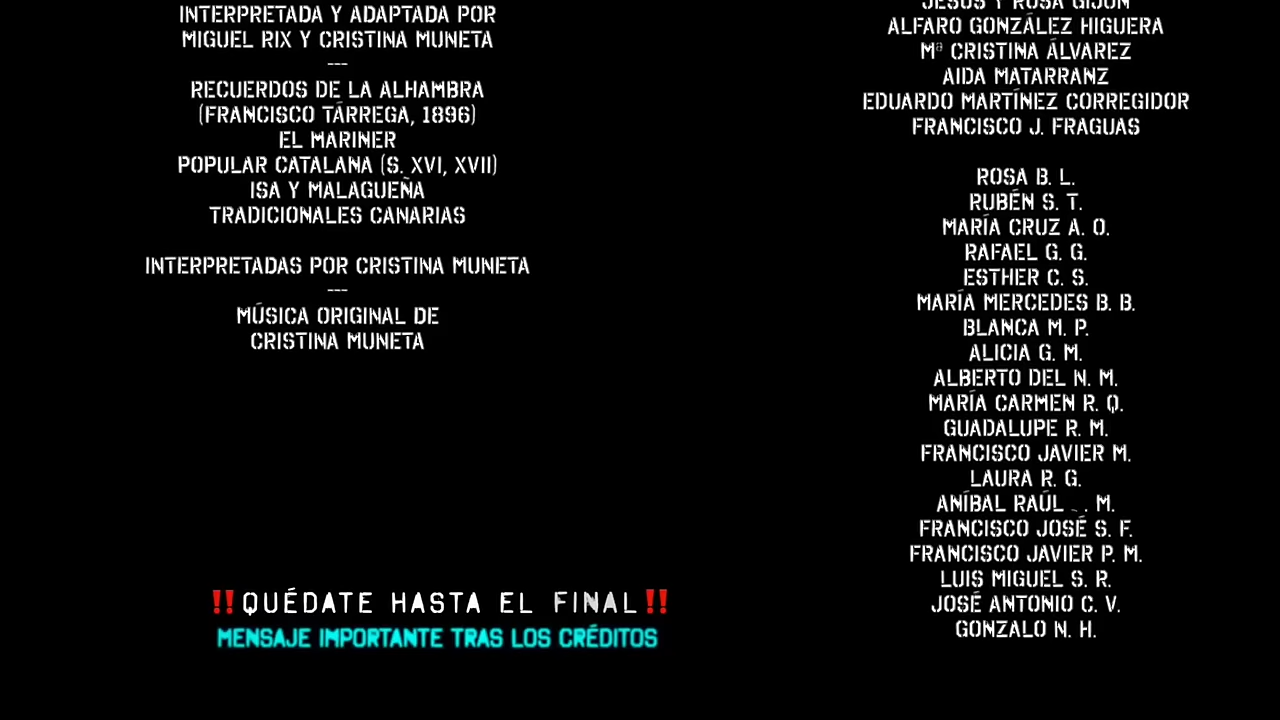 INTERPRETADA Y ADAPTADA POR
MIGUEL RIX Y CRISTINA MUNETA
---
RECUERDOS DE LA ALHAMBRA
(FRANCISCO TÁRREGA, 1896)
EL MARINER
POPULAR CATALANA (S. XVI, XVII)
ISA Y MALAGUEÑA
TRADICIONALES CANARIAS
INTERPRETADAS POR CRISTINA MUNETA
---
MÚSICA ORIGINAL DE
CRISTINA MUNETA
‼QUÉDATE HASTA EL FINAL‼
MENSAJE IMPORTANTE TRAS LOS CRÉDITOS
JESÚS Y ROSA GIJÓN
ALFARO GONZÁLEZ HIGUERA
Mª CRISTINA ÁLVAREZ
AIDA MATARRANZ
EDUARDO MARTÍNEZ CORREGIDOR
FRANCISCO J. FRAGUAS
ROSA B. L.
RUBÉN S. T.
MARÍA CRUZ A. O.
RAFAEL G. G.
ESTHER C. S.
MARÍA MERCEDES B. B.
BLANCA M. P.
ALICIA G. M.
ALBERTO DEL N. M.
MARÍA CARMEN R. Q.
GUADALUPE R. M.
FRANCISCO JAVIER M.
LAURA R. G.
ANÍBAL RAÚL . M.
FRANCISCO JOSÉ S. F.
FRANCISCO JAVIER P. M.
LUIS MIGUEL S. R.
JOSÉ ANTONIO C. V.
GONZALO N. H.